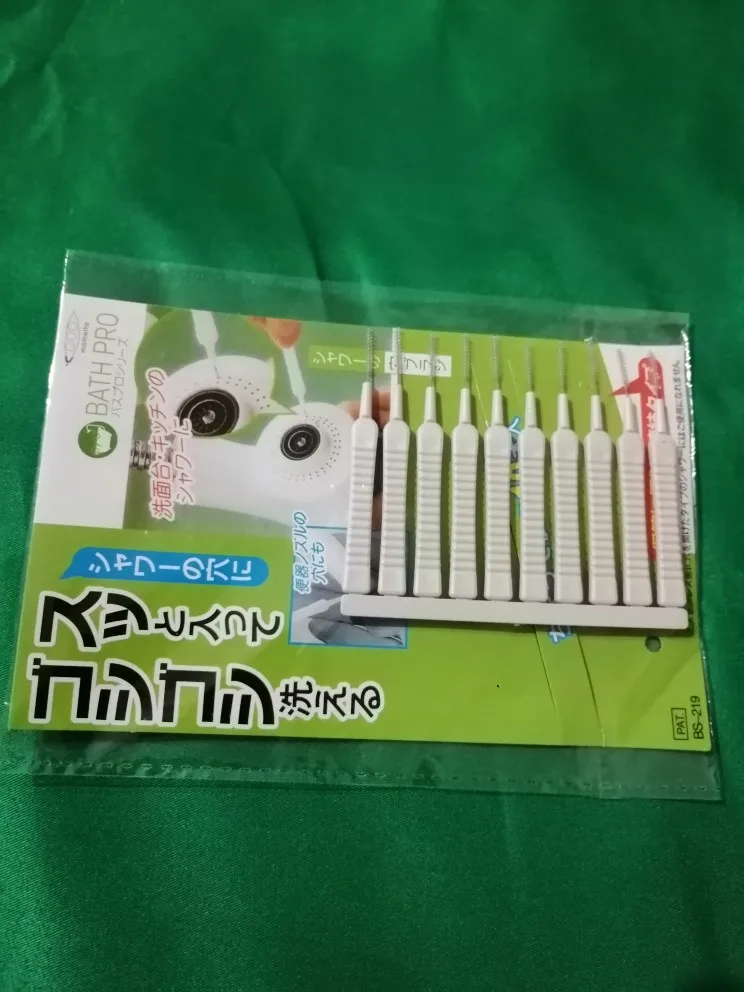 mameita
BATH PRO
バスプロシリーズ
洗面台・キッチンの
シャワーに
シャワーの穴ブラシ
シャワーの穴に
便器ノズルの
穴にも
スッと入って
ゴシゴシ洗える
PAT.
BS-219